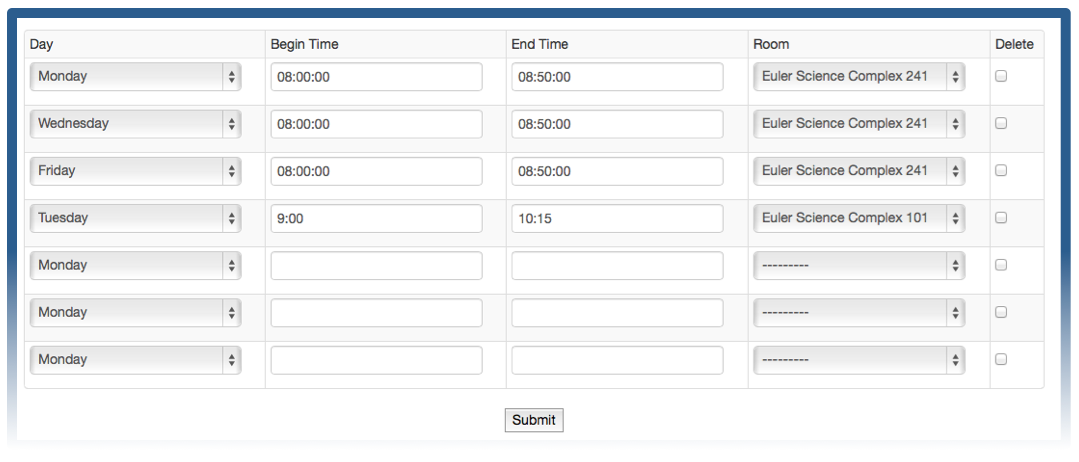 Day Begin Time End Time Room Delete
Monday 08:00:00 08:50:00 Euler Science Complex 241
Wednesday 08:00:00 08:50:00 Euler Science Complex 241
Friday 08:00:00 08:50:00 Euler Science Complex 241
Tuesday 9:00 10:15 Euler Science Complex 101
Monday ---------
Monday ---------
Monday ---------
Submit